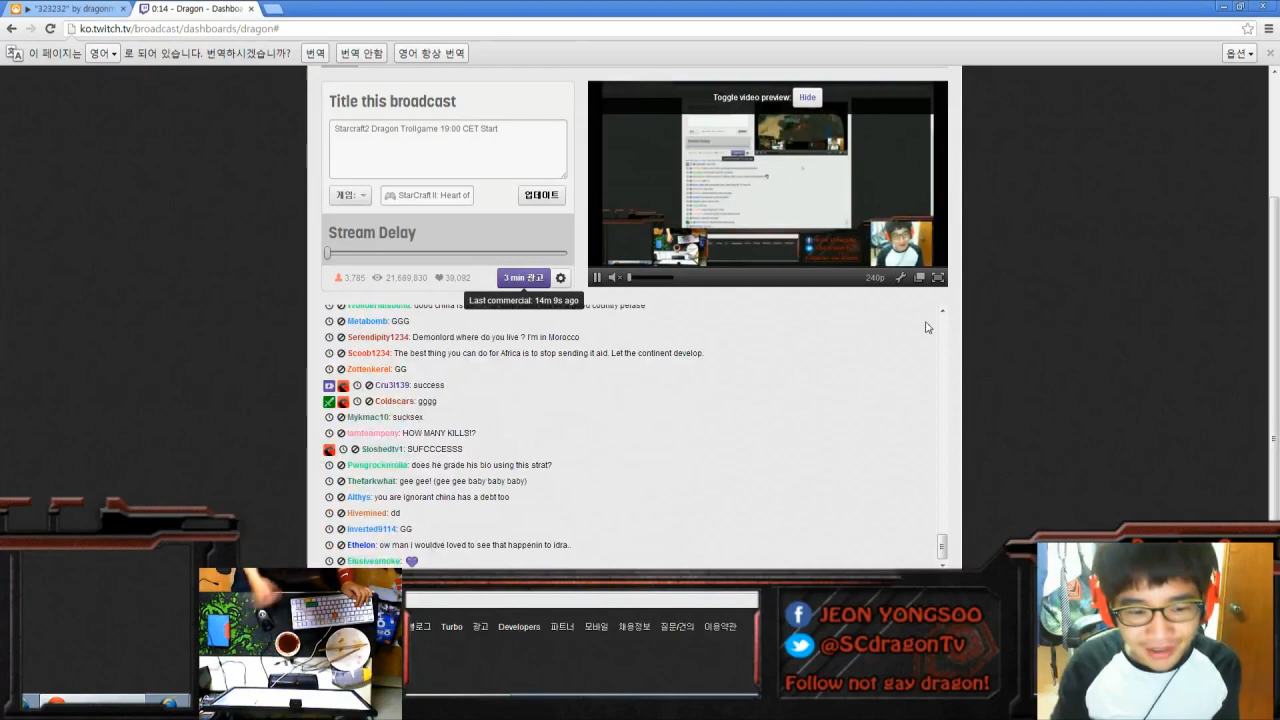 "323232" by dragonm
0:14 - Dragon - Dashbo
ko.twitch.tv/broadcast/dashboards/dragon#
이 페이지는 영어 로 되어 있습니다. 번역하시겠습니까? 번역 번역 안함 영어 항상 번역 옵션
Title this broadcast
Starcraft2 Dragon Trollgame 19:00 CET Start
게임: StarCraft II: Head of 업데이트
Stream Delay
3,785 21,689,830 39,092 3 min 광고
Last commercial: 14m 9s ago
Toggle video preview: Hide
240p
Metabomb: GGG
Serendipity1234: Demonlord where do you live ? I'm in Morocco
Scoob1234: The best thing you can do for Africa is to stop sending it aid. Let the continent develop.
Zottenkerel: GG
Cru3l139: success
Coldscars: gggg
Mykmac10: sucksex
Iamteampony: HOW MANY KILLS!?
Sloshedtv1: SUFCCCESSS
Pwngrocknrolla: does he grade his bio using this strat?
Thefarkwhat: gee gee! (gee gee baby baby baby)
Althys: you are ignorant china has a debt too
Hivemined: dd
Inverted9114: GG
Ethelon: ow man i wouldve loved to see that happenin to idra..
Elusivesmoke:
Turbo 광고 Developers 파트너 모바일 채용정보 질문/건의 이용약관
JEON YONGSOO
@SCdragonTv
Follow not gay dragon!